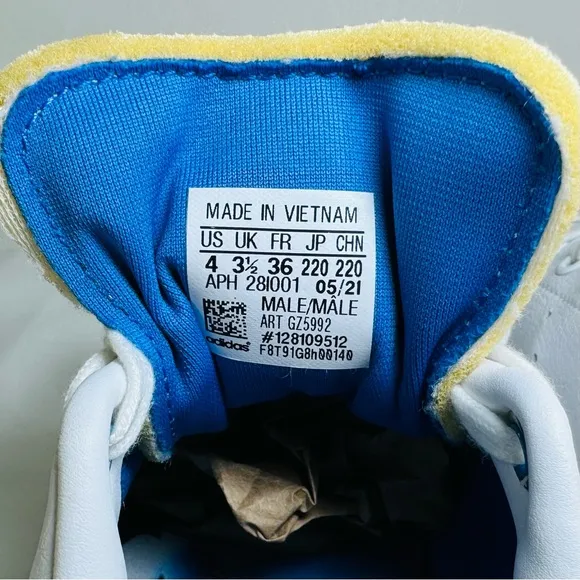 MADE IN VIETNAM
US UK FR JP CHN
4 3½ 36 220 220
APH 281001 05/21
MALE/MÂLE
ART GZ5992
#128109512
adidas F8T91G8h00140